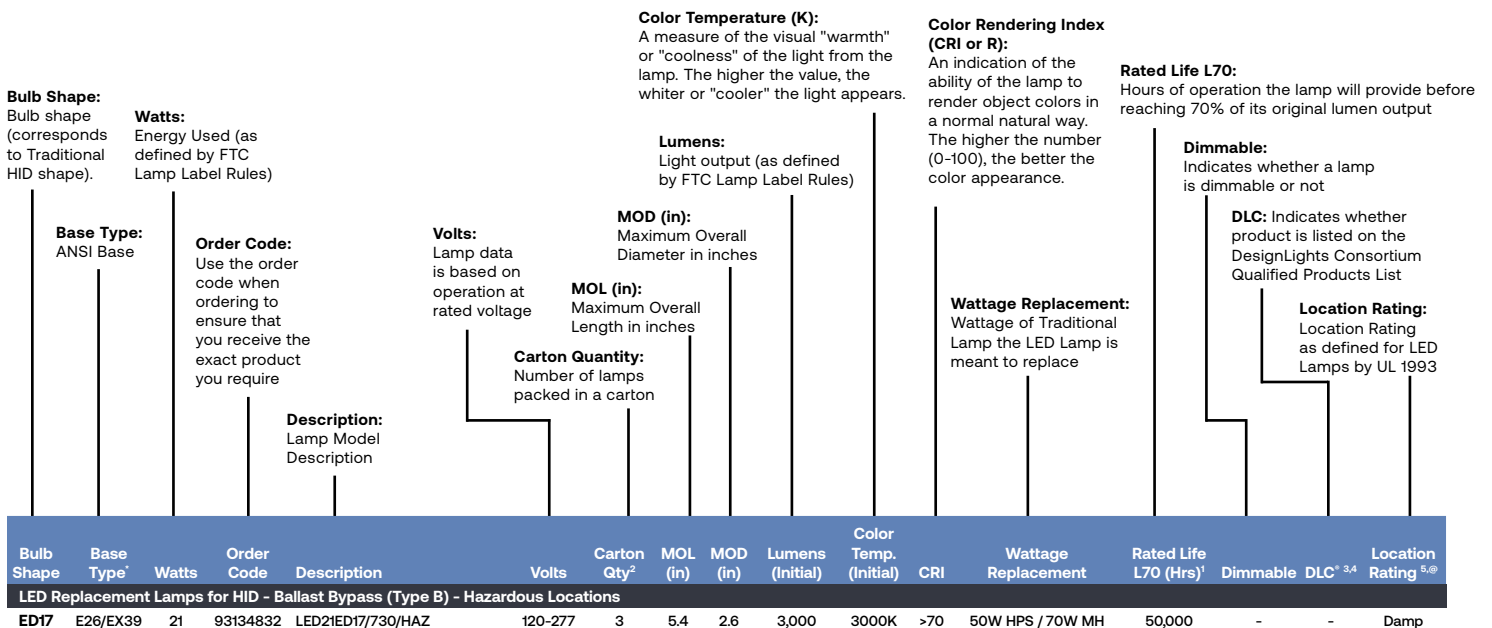 Color Temperature (K):
A measure of the visual "warmth"
or "coolness" of the light from the
lamp. The higher the value, the
whiter or "cooler" the light appears.
Color Rendering Index
(CRI or R):
An indication of the
ability of the lamp to
render object colors in
a normal natural way.
The higher the number
(0-100), the better the
color appearance.
Rated Life L70:
Hours of operation the lamp will provide before
reaching 70% of its original lumen output
Bulb Shape:
Bulb shape
(corresponds
to Traditional
HID shape).
Watts:
Energy Used (as
defined by FTC
Lamp Label Rules)
Lumens:
Light output (as defined
by FTC Lamp Label Rules)
Dimmable:
Indicates whether a lamp
is dimmable or not
Base Type:
ANSI Base
Order Code:
Use the order
code when
ordering to
ensure that
you receive the
exact product
you require
Volts:
Lamp data
is based on
operation at
rated voltage
MOD (in):
Maximum Overall
Diameter in inches
DLC: Indicates whether
product is listed on the
DesignLights Consortium
Qualified Products List
MOL (in):
Maximum Overall
Length in inches
Wattage Replacement:
Wattage of Traditional
Lamp the LED Lamp is
meant to replace
Location Rating:
Location Rating
as defined for LED
Lamps by UL 1993
Carton Quantity:
Number of lamps
packed in a carton
Description:
Lamp Model
Description
Bulb Shape Base Type* Watts Order Code Description Volts Carton Qty2 MOL (in) MOD (in) Lumens (Initial) Color Temp. (Initial) CRI Wattage Replacement Rated Life L70 (Hrs)1 Dimmable DLC® 3,4 Location Rating 5,@
LED Replacement Lamps for HID - Ballast Bypass (Type B) - Hazardous Locations
ED17 E26/EX39 21 93134832 LED21ED17/730/HAZ 120-277 3 5.4 2.6 3,000 3000K >70 50W HPS / 70W MH 50,000 - - Damp